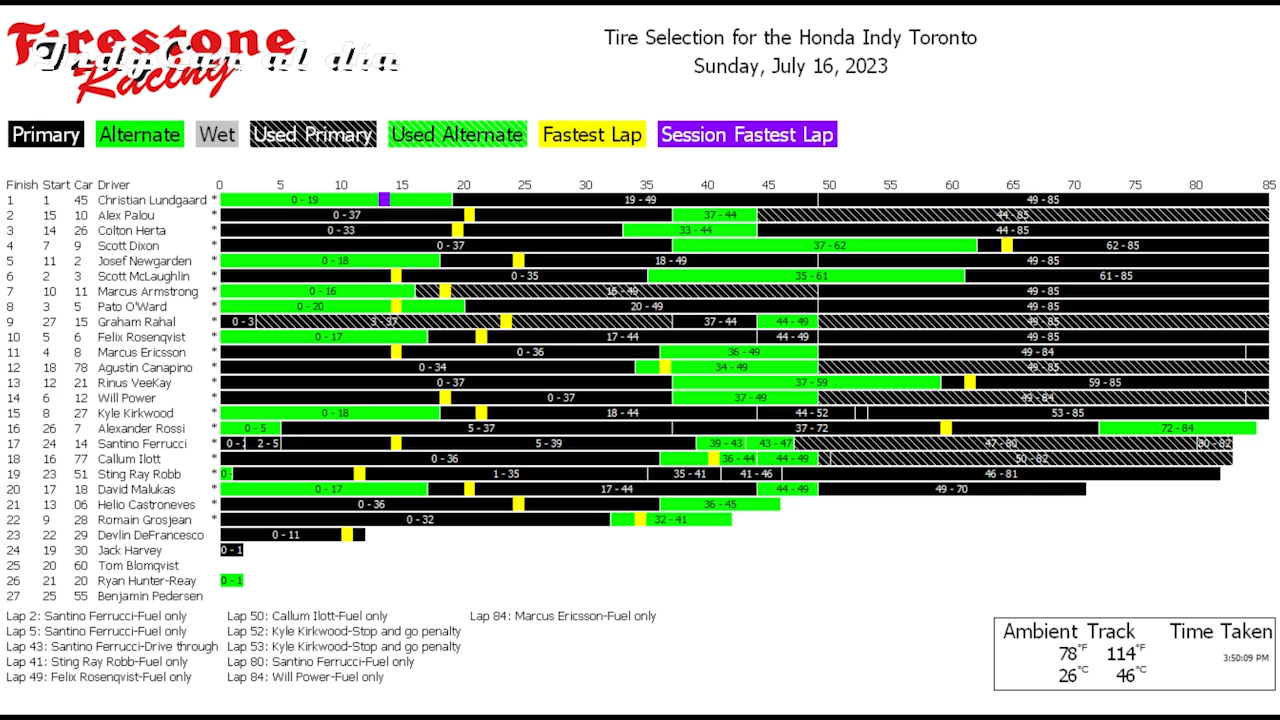 Firestone
Racing
IndyCar al día
Tire Selection for the Honda Indy Toronto
Sunday, July 16, 2023
Primary Alternate Wet Used Primary Used Alternate Fastest Lap Session Fastest Lap
Finish Start Car Driver 0 5 10 15 20 25 30 35 40 45 50 55 60 65 70 75 80 85
1 1 45 Christian Lundgaard * 0 - 19 19 - 49 49 - 85
2 15 10 Alex Palou * 0 - 37 37 - 44 44 - 85
3 14 26 Colton Herta * 0 - 33 33 - 44 44 - 85
4 7 9 Scott Dixon * 0 - 37 37 - 62 62 - 85
5 11 2 Josef Newgarden * 0 - 18 18 - 49 49 - 85
6 2 3 Scott McLaughlin * 0 - 35 35 - 61 61 - 85
7 10 11 Marcus Armstrong * 0 - 16 16 - 49 49 - 85
8 3 5 Pato O'Ward * 0 - 20 20 - 49 49 - 85
9 27 15 Graham Rahal * 0 - 3 3 - 37 37 - 44 44 - 49 49 - 85
10 5 6 Felix Rosenqvist * 0 - 17 17 - 44 44 - 49 49 - 85
11 4 8 Marcus Ericsson * 0 - 36 36 - 49 49 - 84
12 18 78 Agustin Canapino * 0 - 34 34 - 49 49 - 85
13 12 21 Rinus VeeKay * 0 - 37 37 - 59 59 - 85
14 6 12 Will Power * 0 - 37 37 - 49 49 - 84
15 8 27 Kyle Kirkwood * 0 - 18 18 - 44 44 - 52 53 - 85
16 26 7 Alexander Rossi * 0 - 5 5 - 37 37 - 72 72 - 84
17 24 14 Santino Ferrucci * 0 - 2 - 5 5 - 39 39 - 43 43 - 47 47 - 80 80 - 82
18 16 77 Callum Ilott * 0 - 36 36 - 44 44 - 49 50 - 82
19 23 51 Sting Ray Robb * 0 1 - 35 35 - 41 41 - 46 46 - 81
20 17 18 David Malukas * 0 - 17 17 - 44 44 - 49 49 - 70
21 13 06 Helio Castroneves * 0 - 36 36 - 45
22 9 28 Romain Grosjean * 0 - 32 32 - 41
23 22 29 Devlin DeFrancesco 0 - 11
24 19 30 Jack Harvey 0 - 1
25 20 60 Tom Blomqvist
26 21 20 Ryan Hunter-Reay 0 - 1
27 25 55 Benjamin Pedersen
Lap 2: Santino Ferrucci-Fuel only Lap 50: Callum Ilott-Fuel only Lap 84: Marcus Ericsson-Fuel only
Lap 5: Santino Ferrucci-Fuel only Lap 52: Kyle Kirkwood-Stop and go penalty
Lap 43: Santino Ferrucci-Drive through Lap 53: Kyle Kirkwood-Stop and go penalty
Lap 41: Sting Ray Robb-Fuel only Lap 80: Santino Ferrucci-Fuel only
Lap 49: Felix Rosenqvist-Fuel only Lap 84: Will Power-Fuel only
Ambient Track Time Taken
78°F 114°F 3:50:09 PM
26°C 46°C